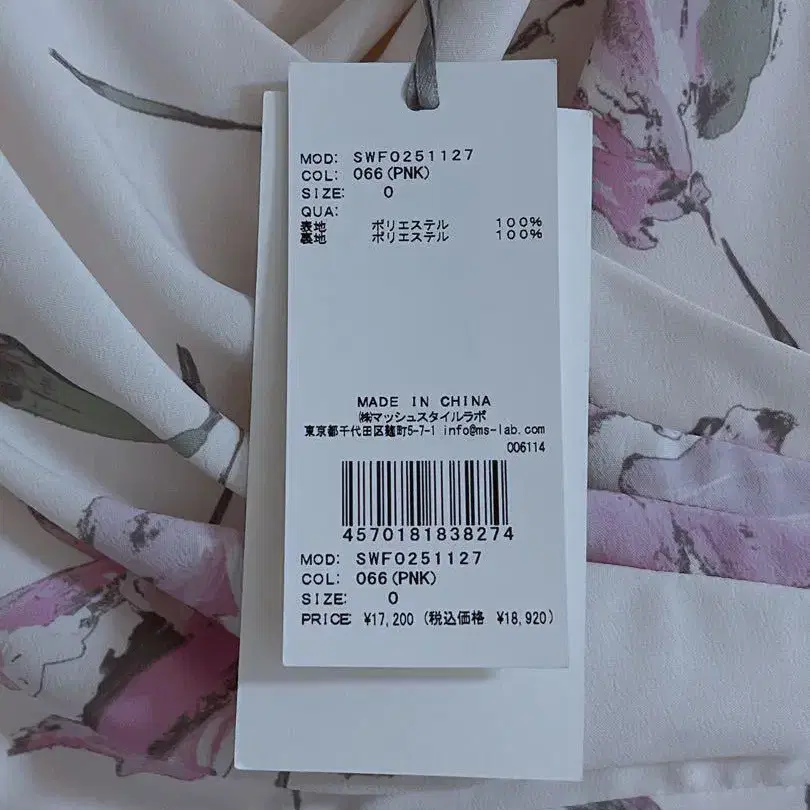 MOD: SWFO251127
COL: 066(PNK)
SIZE: 0
QUA:
表地 ポリエステル 100%
裏地 ポリエステル 100%
MADE IN CHINA
㈱マッシュスタイルラボ
東京都千代田区麹町5-7-1 info@ms-lab.com
006114
4570181838274
MOD: SWFO251127
COL: 066(PNK)
SIZE: 0
PRICE: ¥17,200 (税込価格 ¥18,920)